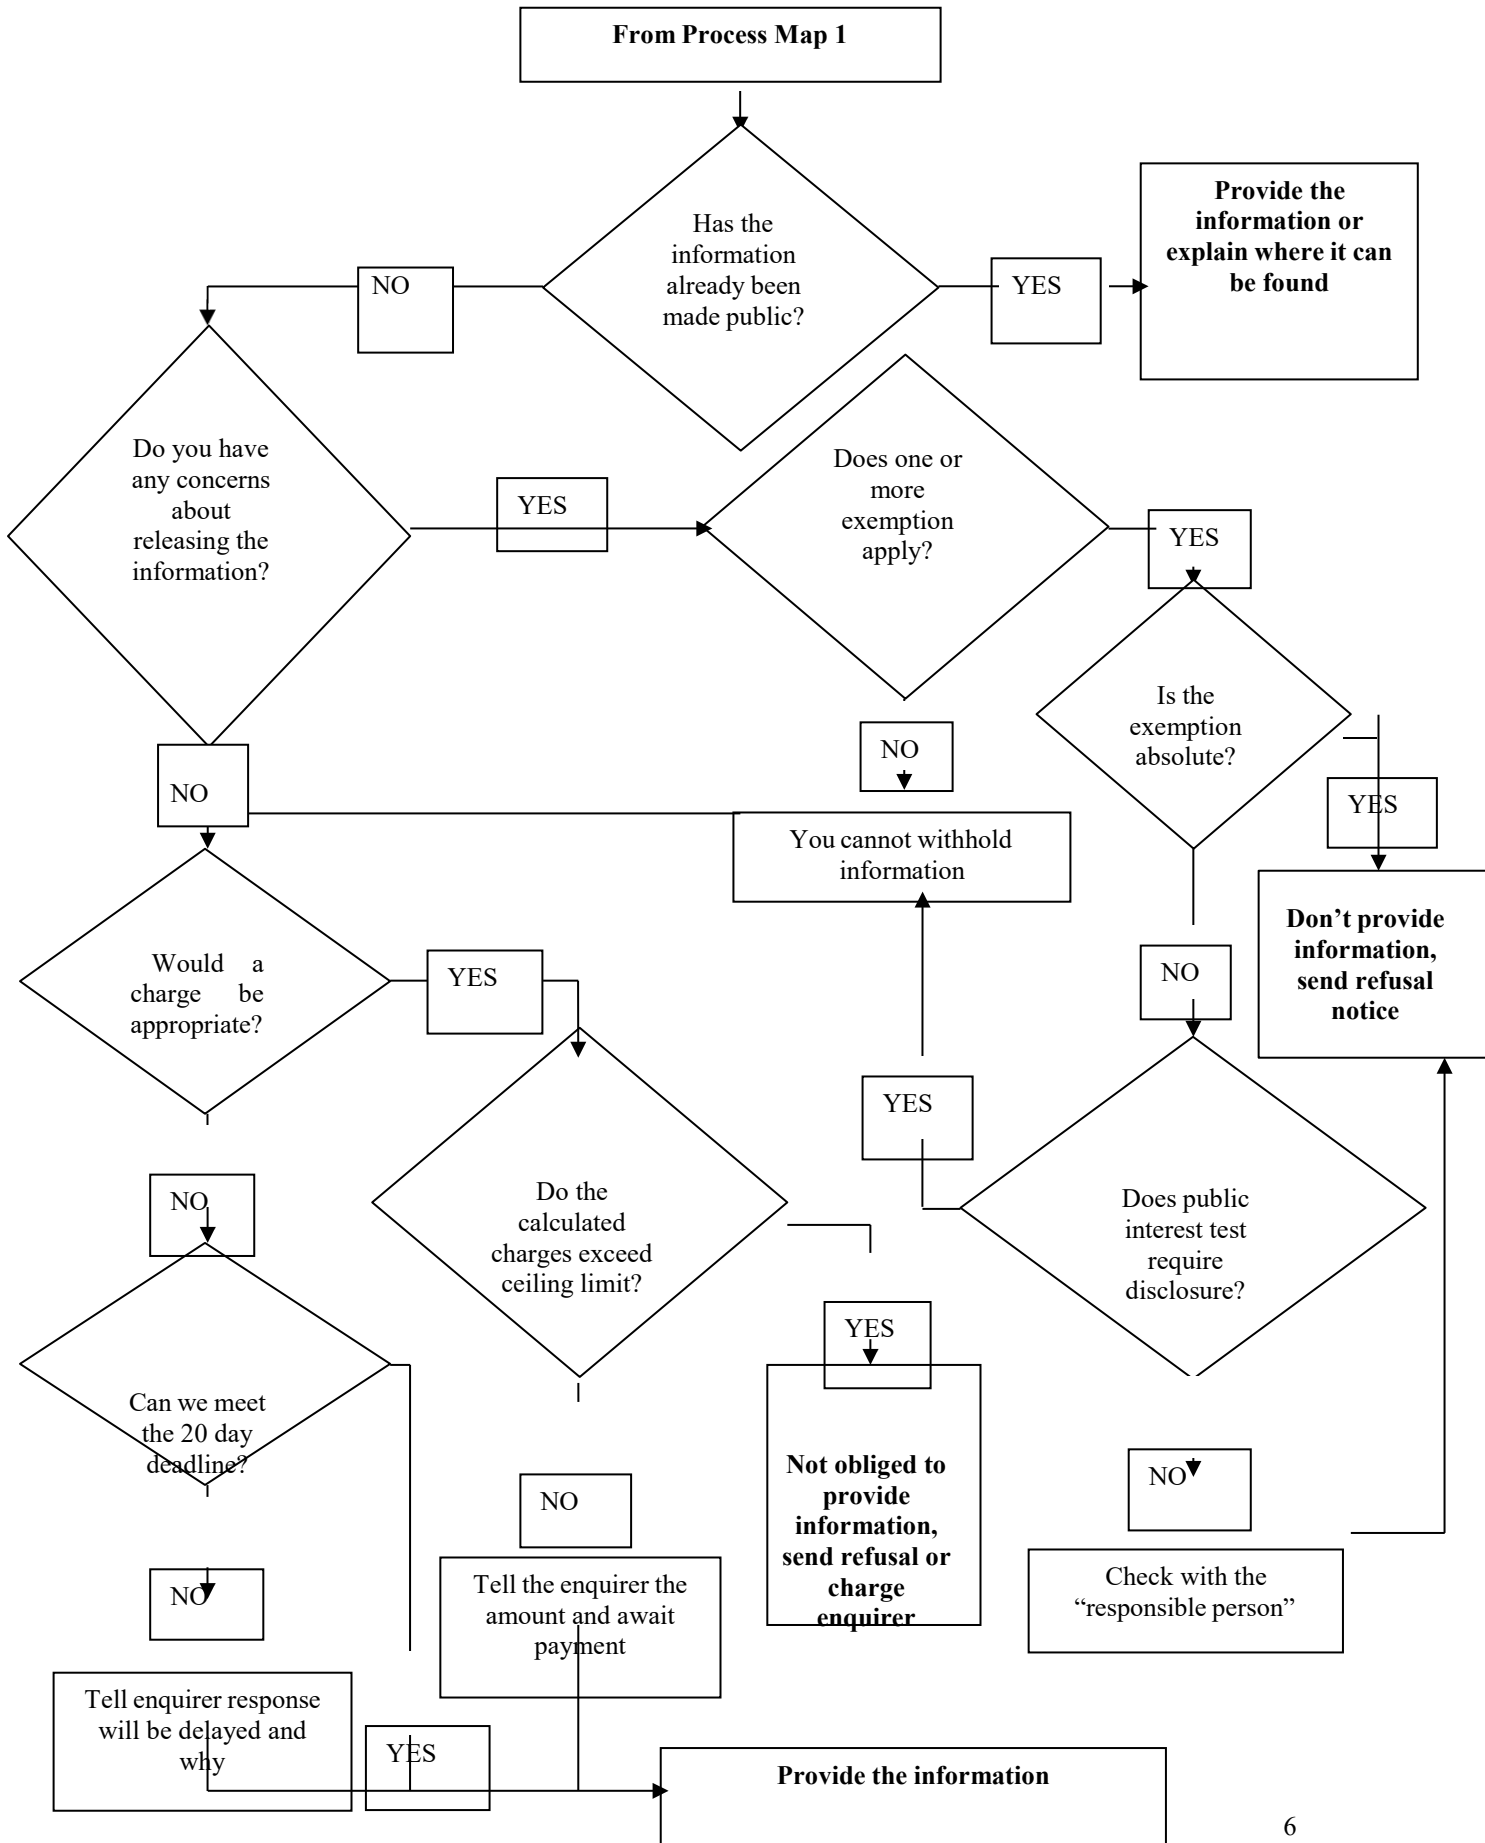 From Process Map 1
Has the
information
already been
made public?
NO
YES
Provide the
information or
explain where it can
be found
Do you have
any concerns
about
releasing the
information?
YES
Does one or
more
exemption
apply?
YES
NO
NO
Is the
exemption
absolute?
YES
You cannot withhold
information
Don’t provide
information,
send refusal
notice
Would a
charge be
appropriate?
YES
NO
YES
NO
Do the
calculated
charges exceed
ceiling limit?
Does public
interest test
require
disclosure?
YES
Can we meet
the 20 day
deadline?
Not obliged to
provide
information,
send refusal or
charge
enquirer
NO
NO
NO
Tell the enquirer the
amount and await
payment
Check with the
“responsible person”
Tell enquirer response
will be delayed and
why
YES
Provide the information
6